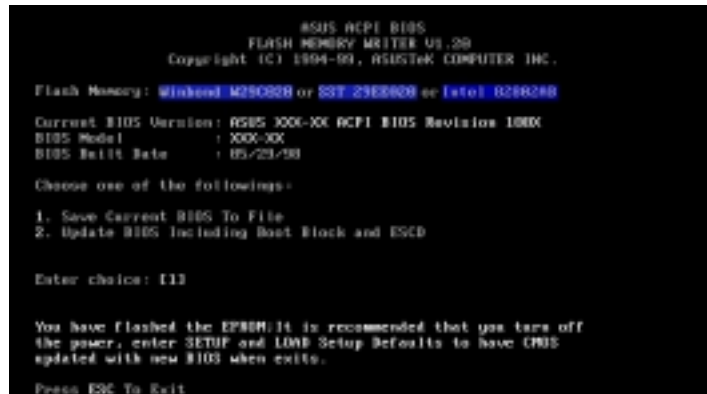 ASUS ACPI BIOS
FLASH MEMORY WRITER V1.20
Copyright (C) 1994-99, ASUSTeK COMPUTER INC.
Flash Memory: Winbond W29C020 or SST 29EE020 or Intel 82802AB
Current BIOS Version: ASUS XXX-XX ACPI BIOS Revision 100X
BIOS Model : XXX-XX
BIOS Built Date : 05/29/98
Choose one of the followings:
1. Save Current BIOS To File
2. Update BIOS Including Boot Block and ESCD
Enter choice: [1]
You have flashed the EPROM;It is recommended that you turn off
the power, enter SETUP and LOAD Setup Defaults to have CMOS
updated with new BIOS when exits.
Press ESC To Exit